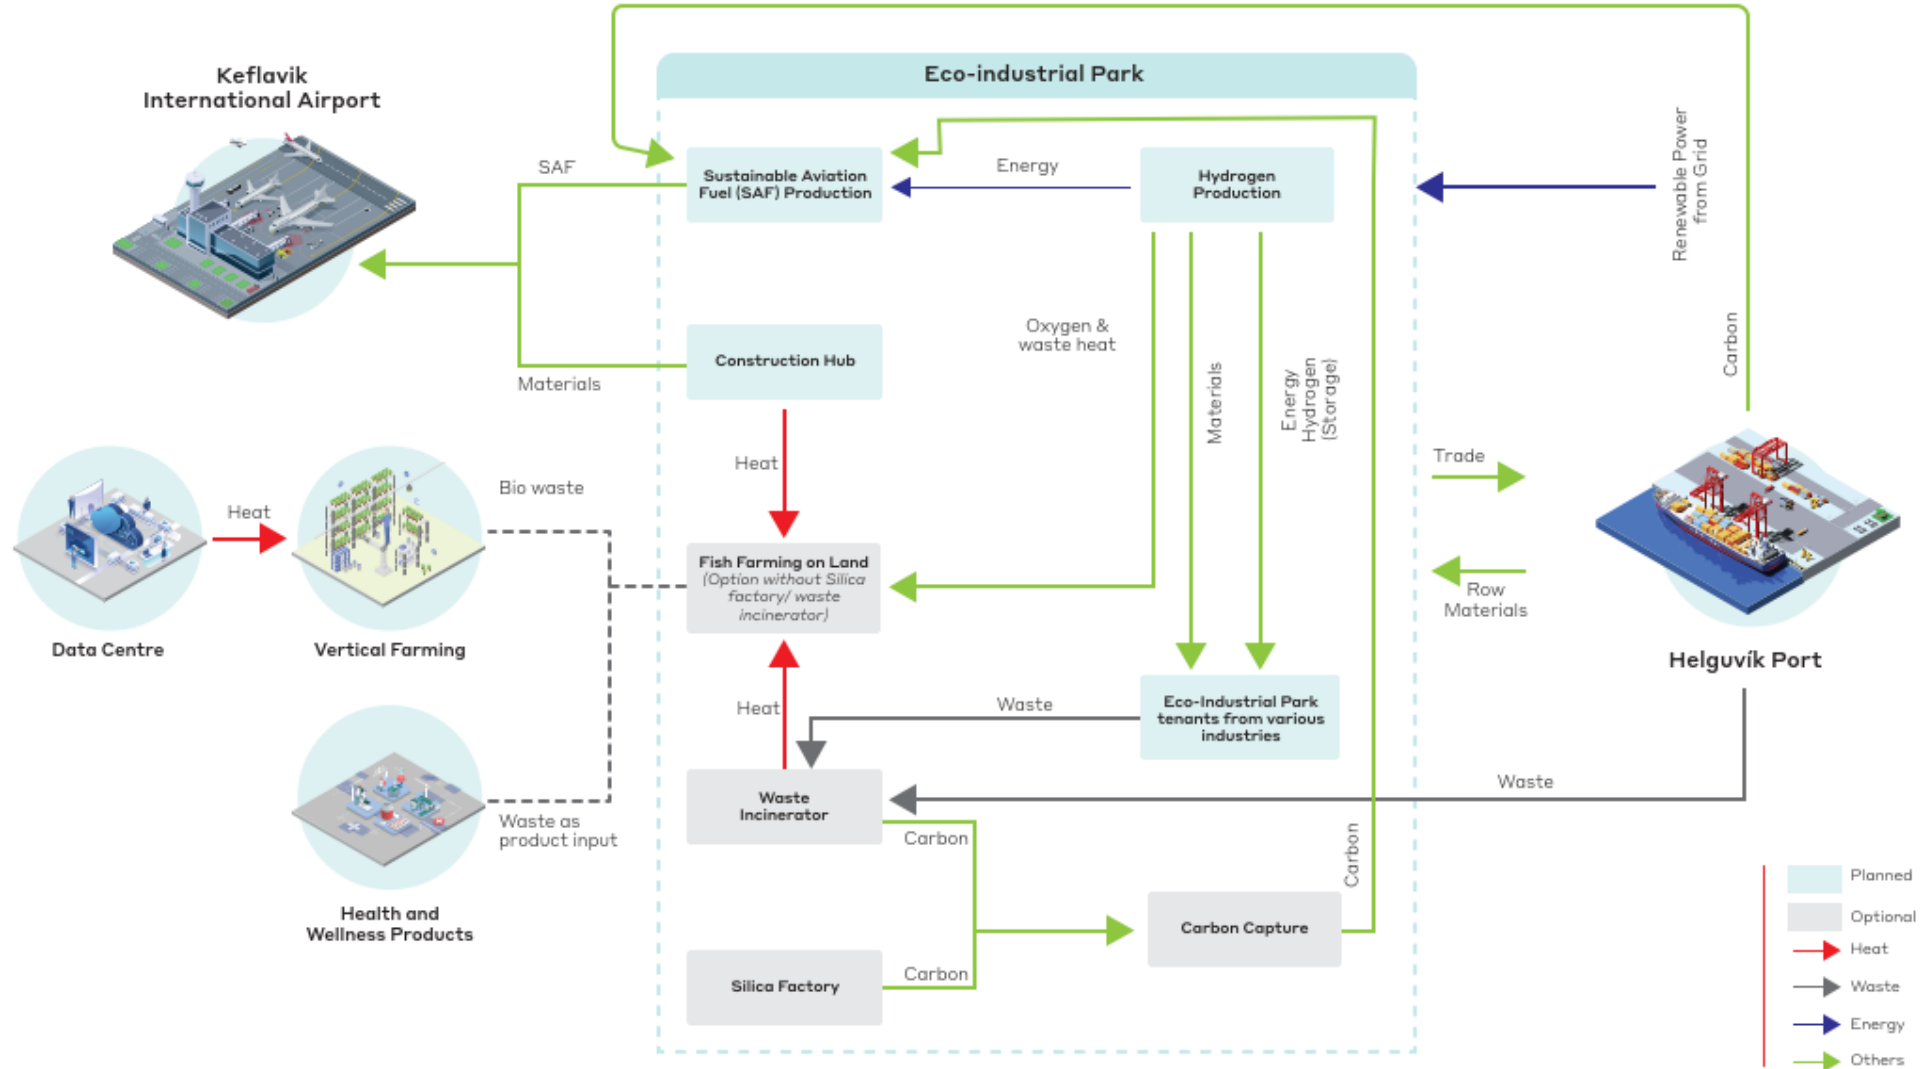 Eco-industrial Park
Keflavik
International Airport
SAF
Sustainable Aviation
Fuel (SAF) Production
Energy
Hydrogen
Production
Renewable Power
from Grid
Carbon
Construction Hub
Materials
Oxygen &
waste heat
Materials
Energy
Hydrogen
(Storage)
Heat
Trade
Row
Materials
Helguvík Port
Heat
Data Centre
Vertical Farming
Bio waste
Fish Farming on Land
(Option without Silica
factory/ waste
incinerator)
Heat
Waste
Eco-Industrial Park
tenants from various
industries
Waste
Waste
Incinerator
Waste as
product input
Health and
Wellness Products
Carbon
Carbon
Carbon Capture
Carbon
Silica Factory
Planned
Optional
Heat
Waste
Energy
Others